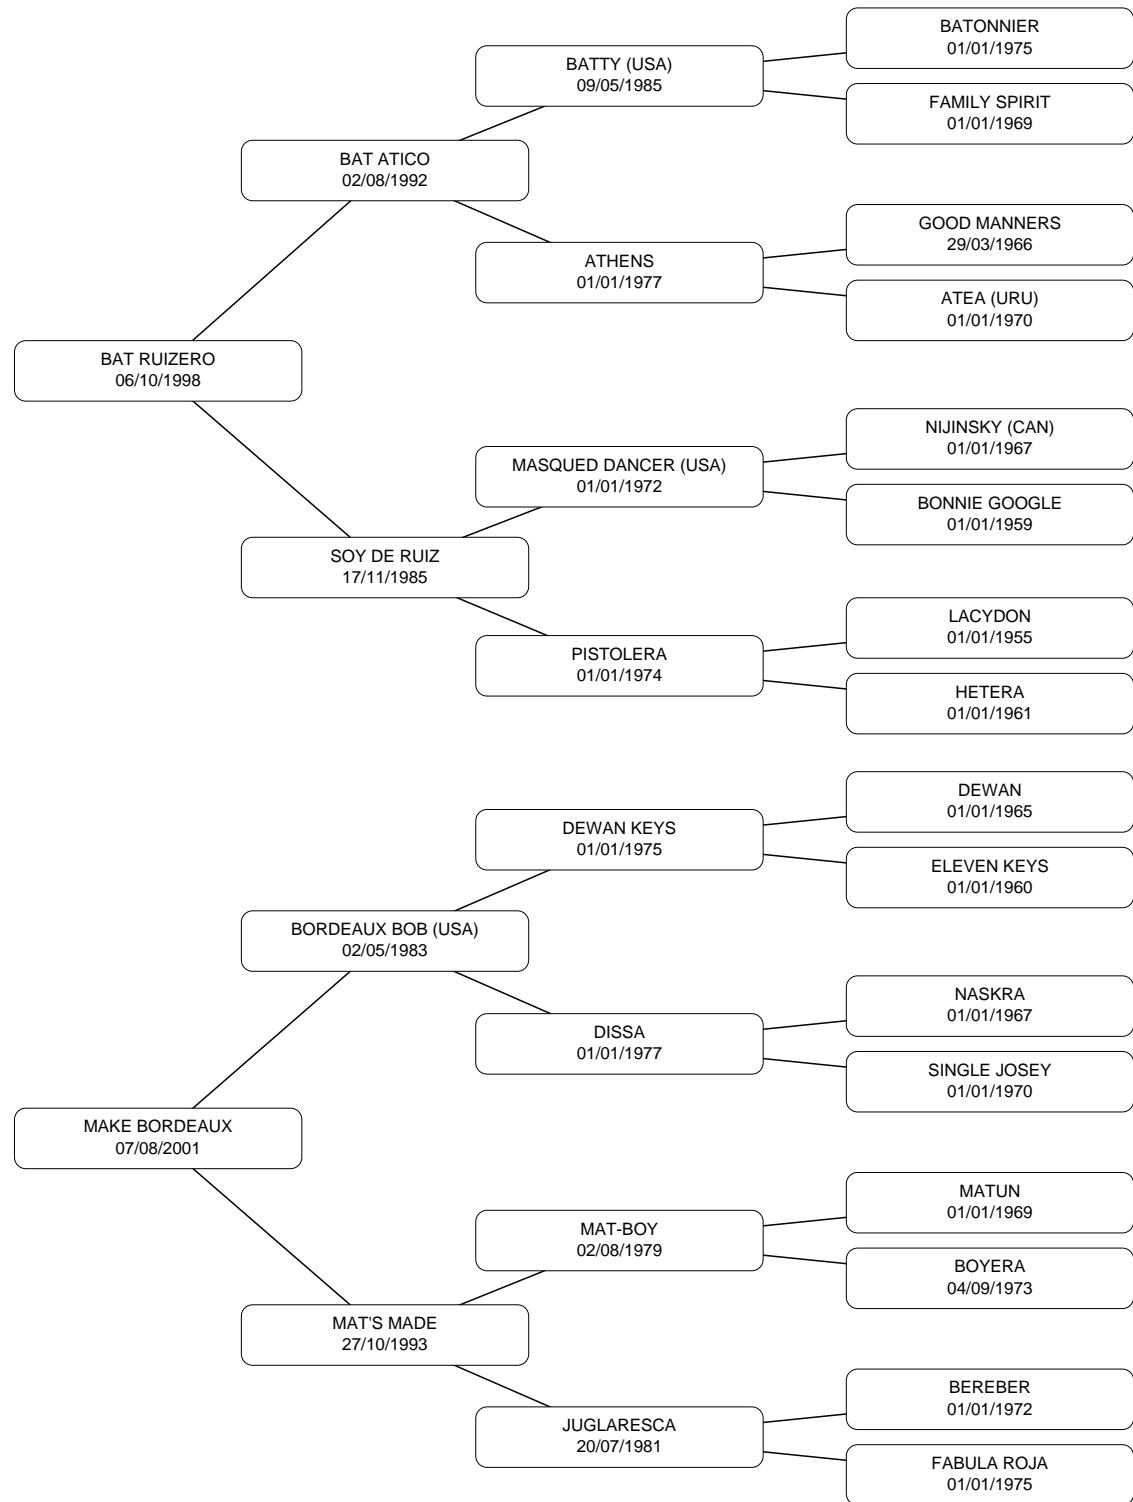 BATONNIER
01/01/1975
BATTY (USA)
09/05/1985
FAMILY SPIRIT
01/01/1969
BAT ATICO
02/08/1992
GOOD MANNERS
29/03/1966
ATHENS
01/01/1977
ATEA (URU)
01/01/1970
BAT RUIZERO
06/10/1998
NIJINSKY (CAN)
01/01/1967
MASQUED DANCER (USA)
01/01/1972
BONNIE GOOGLE
01/01/1959
SOY DE RUIZ
17/11/1985
LACYDON
01/01/1955
PISTOLERA
01/01/1974
HETERA
01/01/1961
DEWAN
01/01/1965
DEWAN KEYS
01/01/1975
ELEVEN KEYS
01/01/1960
BORDEAUX BOB (USA)
02/05/1983
NASKRA
01/01/1967
DISSA
01/01/1977
SINGLE JOSEY
01/01/1970
MAKE BORDEAUX
07/08/2001
MATUN
01/01/1969
MAT-BOY
02/08/1979
BOYERA
04/09/1973
MAT'S MADE
27/10/1993
BEREBER
01/01/1972
JUGLARESCA
20/07/1981
FABULA ROJA
01/01/1975